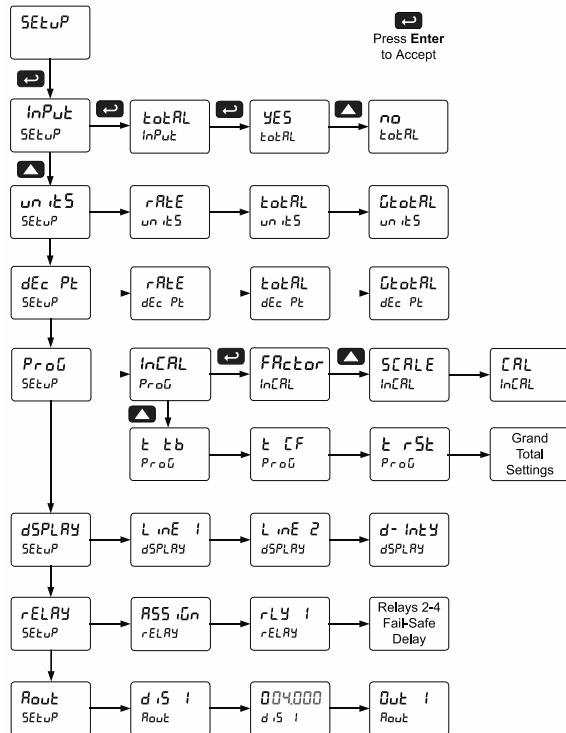 SEtuP
Press Enter
to Accept
InPut
SEtuP
totAL
InPut
YES
totAL
no
totAL
unitS
SEtuP
rAtE
unitS
totAL
unitS
GtotAL
unitS
dEc Pt
SEtuP
rAtE
dEc Pt
totAL
dEc Pt
GtotAL
dEc Pt
ProG
SEtuP
InCAL
ProG
FActor
InCAL
SCALE
InCAL
CAL
InCAL
t tb
ProG
t CF
ProG
t rSt
ProG
Grand
Total
Settings
dSPLAY
SEtuP
LinE 1
dSPLAY
LinE 2
dSPLAY
d-IntY
dSPLAY
rELAY
SEtuP
ASSiGn
rELAY
rLY 1
rELAY
Relays 2-4
Fail-Safe
Delay
Aout
SEtuP
diS 1
Aout
004.000
diS 1
Out 1
Aout